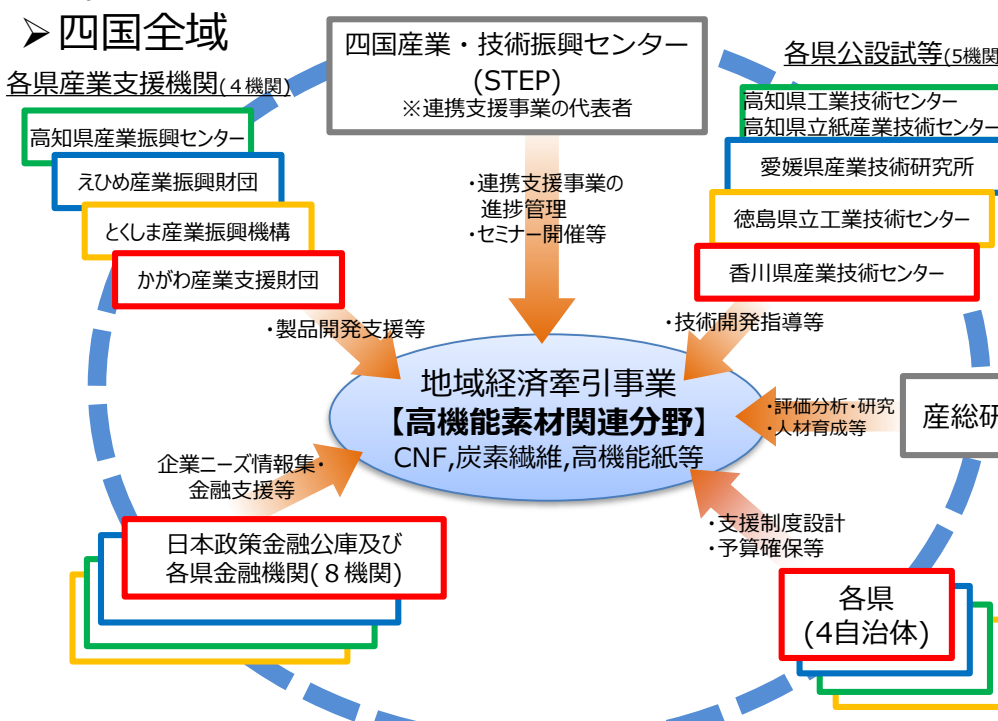 ➢四国全域
四国産業・技術振興センター
(STEP)
※連携支援事業の代表者
各県産業支援機関(4機関)
高知県産業振興センター
えひめ産業振興財団
とくしま産業振興機構
かがわ産業支援財団
・製品開発支援等
・連携支援事業の
進捗管理
・セミナー開催等
各県公設試等(5機関
高知県工業技術センター
高知県立紙産業技術センター
愛媛県産業技術研究所
徳島県立工業技術センター
香川県産業技術センター
・技術開発指導等
地域経済牽引事業
【高機能素材関連分野】
CNF,炭素繊維,高機能紙等
・評価分析・研究
・人材育成等
産総研
企業ニーズ情報集・
金融支援等
日本政策金融公庫及び
各県金融機関(8機関)
・支援制度設計
・予算確保等
各県
(4自治体)